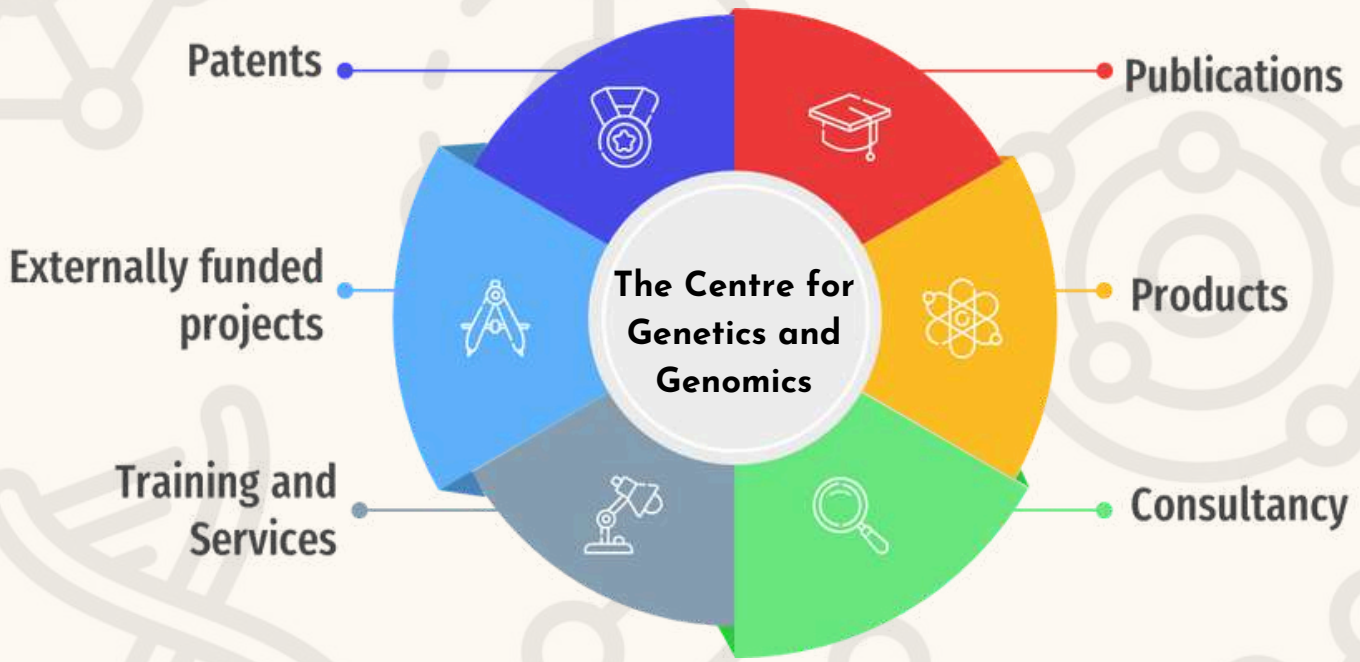 Patents
Publications
Externally funded
projects
The Centre for
Genetics and
Genomics
Products
Training and
Services
Consultancy